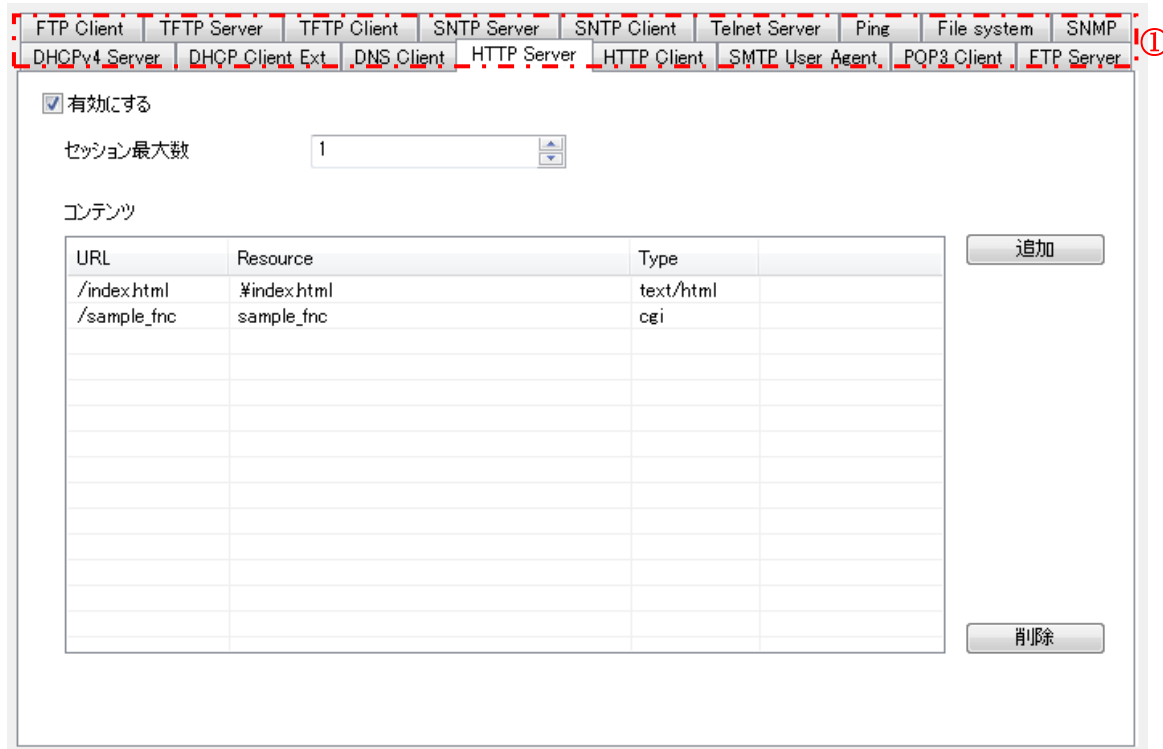 FTP Client TFTP Server TFTP Client SNTP Server SNTP Client Telnet Server Ping File system SNMP
①
DHCPv4 Server DHCP Client Ext DNS Client HTTP Server HTTP Client SMTP User Agent POP3 Client FTP Server
有効にする
セッション最大数 1
コンテンツ
URL Resource Type 追加
/index.html .¥index.html text/html
/sample_fnc sample_fnc cgi
削除